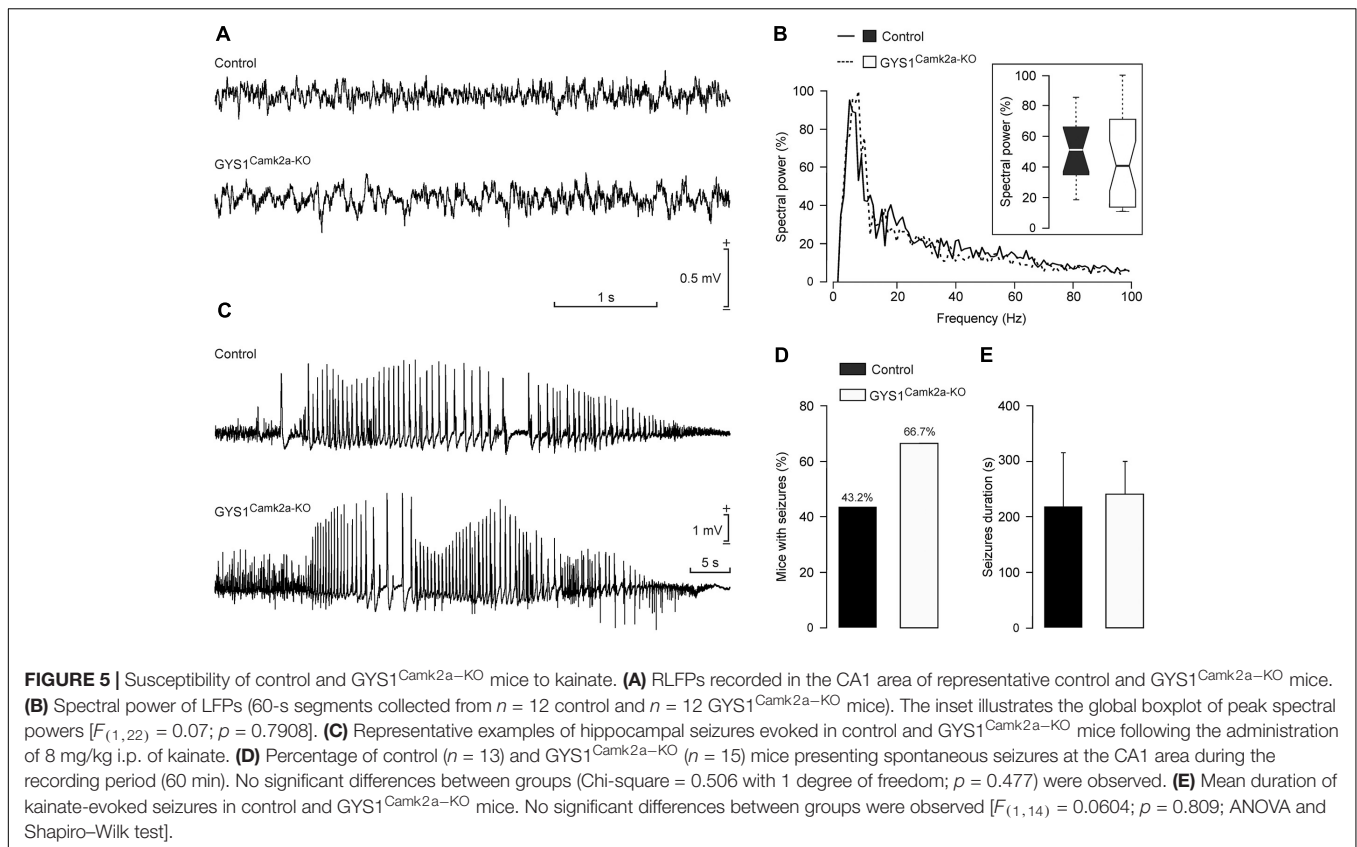 A
Control
GYS1Camk2a-KO
+
0.5 mV
–
1 s
B
Control
GYS1Camk2a-KO
Spectral power (%)
100
80
60
40
20
0
0 20 40 60 80 100
Frequency (Hz)
Spectral power (%)
100
80
60
40
20
0
C
Control
GYS1Camk2a-KO
+
1 mV
–
5 s
D
Control
GYS1Camk2a-KO
Mice with seizures (%)
80
60
40
20
0
43.2%
66.7%
E
Seizures duration (s)
400
300
200
100
0
FIGURE 5 | Susceptibility of control and GYS1Camk2a−KO mice to kainate. (A) RLFPs recorded in the CA1 area of representative control and GYS1Camk2a−KO mice.
(B) Spectral power of LFPs (60-s segments collected from n = 12 control and n = 12 GYS1Camk2a−KO mice). The inset illustrates the global boxplot of peak spectral
powers [F(1,22) = 0.07; p = 0.7908]. (C) Representative examples of hippocampal seizures evoked in control and GYS1Camk2a−KO mice following the administration
of 8 mg/kg i.p. of kainate. (D) Percentage of control (n = 13) and GYS1Camk2a−KO (n = 15) mice presenting spontaneous seizures at the CA1 area during the
recording period (60 min). No significant differences between groups (Chi-square = 0.506 with 1 degree of freedom; p = 0.477) were observed. (E) Mean duration of
kainate-evoked seizures in control and GYS1Camk2a−KO mice. No significant differences between groups were observed [F(1,14) = 0.0604; p = 0.809; ANOVA and
Shapiro–Wilk test].